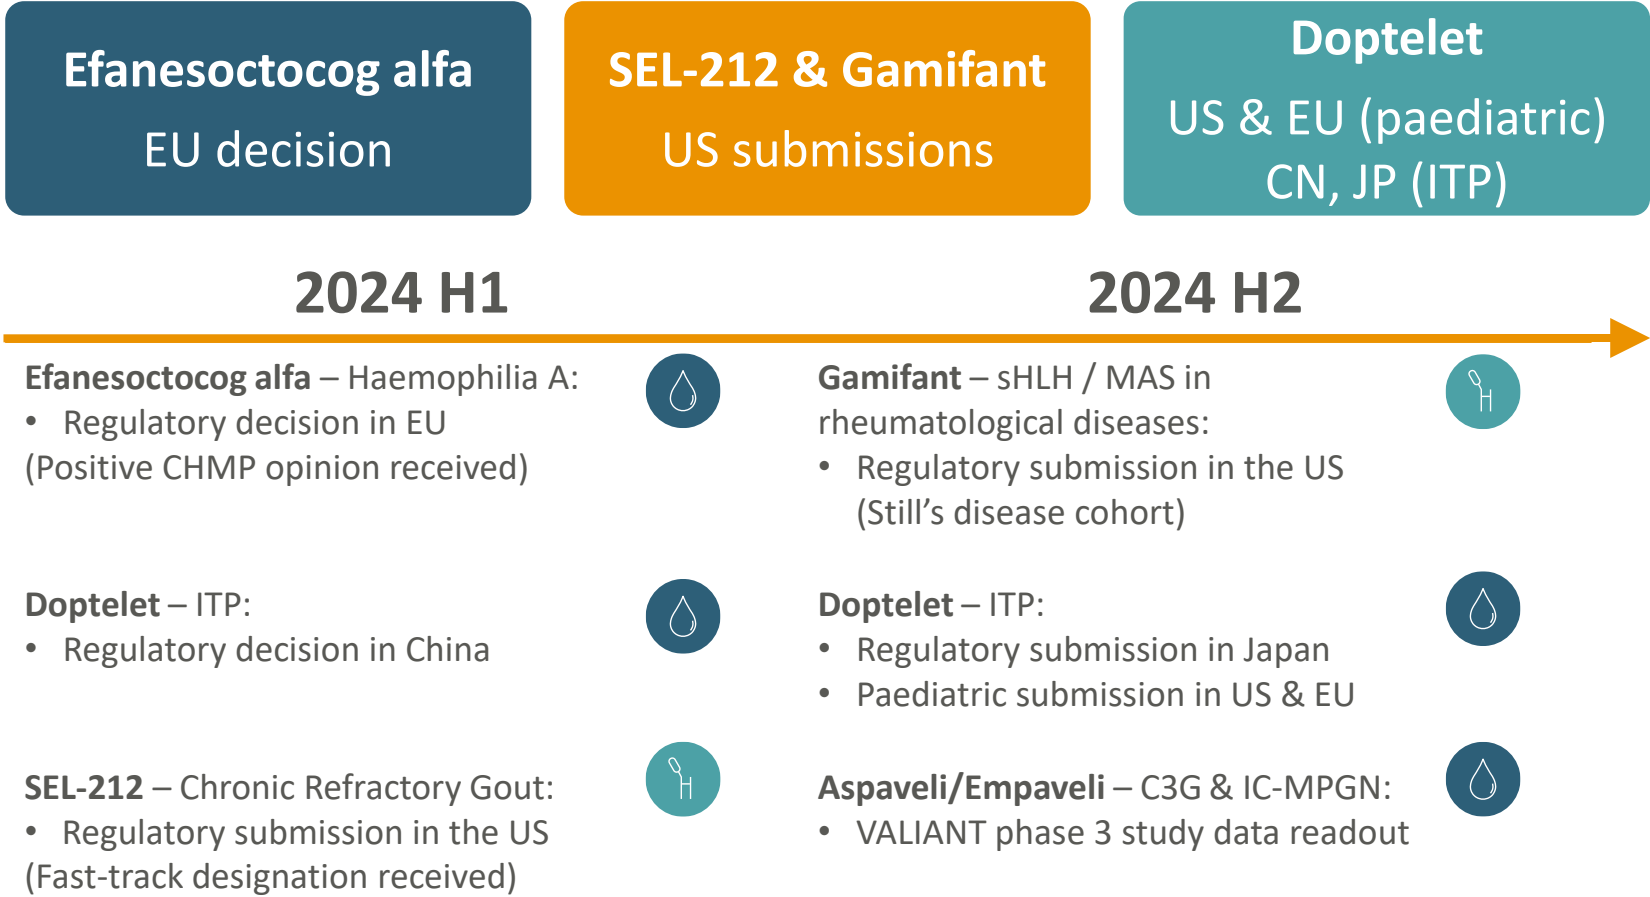 Efanesoctocog alfa
EU decision
SEL-212 & Gamifant
US submissions
Doptelet
US & EU (paediatric)
CN, JP (ITP)
2024 H1
2024 H2
Efanesoctocog alfa – Haemophilia A:
• Regulatory decision in EU
(Positive CHMP opinion received)
Doptelet – ITP:
• Regulatory decision in China
SEL-212 – Chronic Refractory Gout:
• Regulatory submission in the US
(Fast-track designation received)
Gamifant – sHLH / MAS in
rheumatological diseases:
• Regulatory submission in the US
(Still’s disease cohort)
Doptelet – ITP:
• Regulatory submission in Japan
• Paediatric submission in US & EU
Aspaveli/Empaveli – C3G & IC-MPGN:
• VALIANT phase 3 study data readout